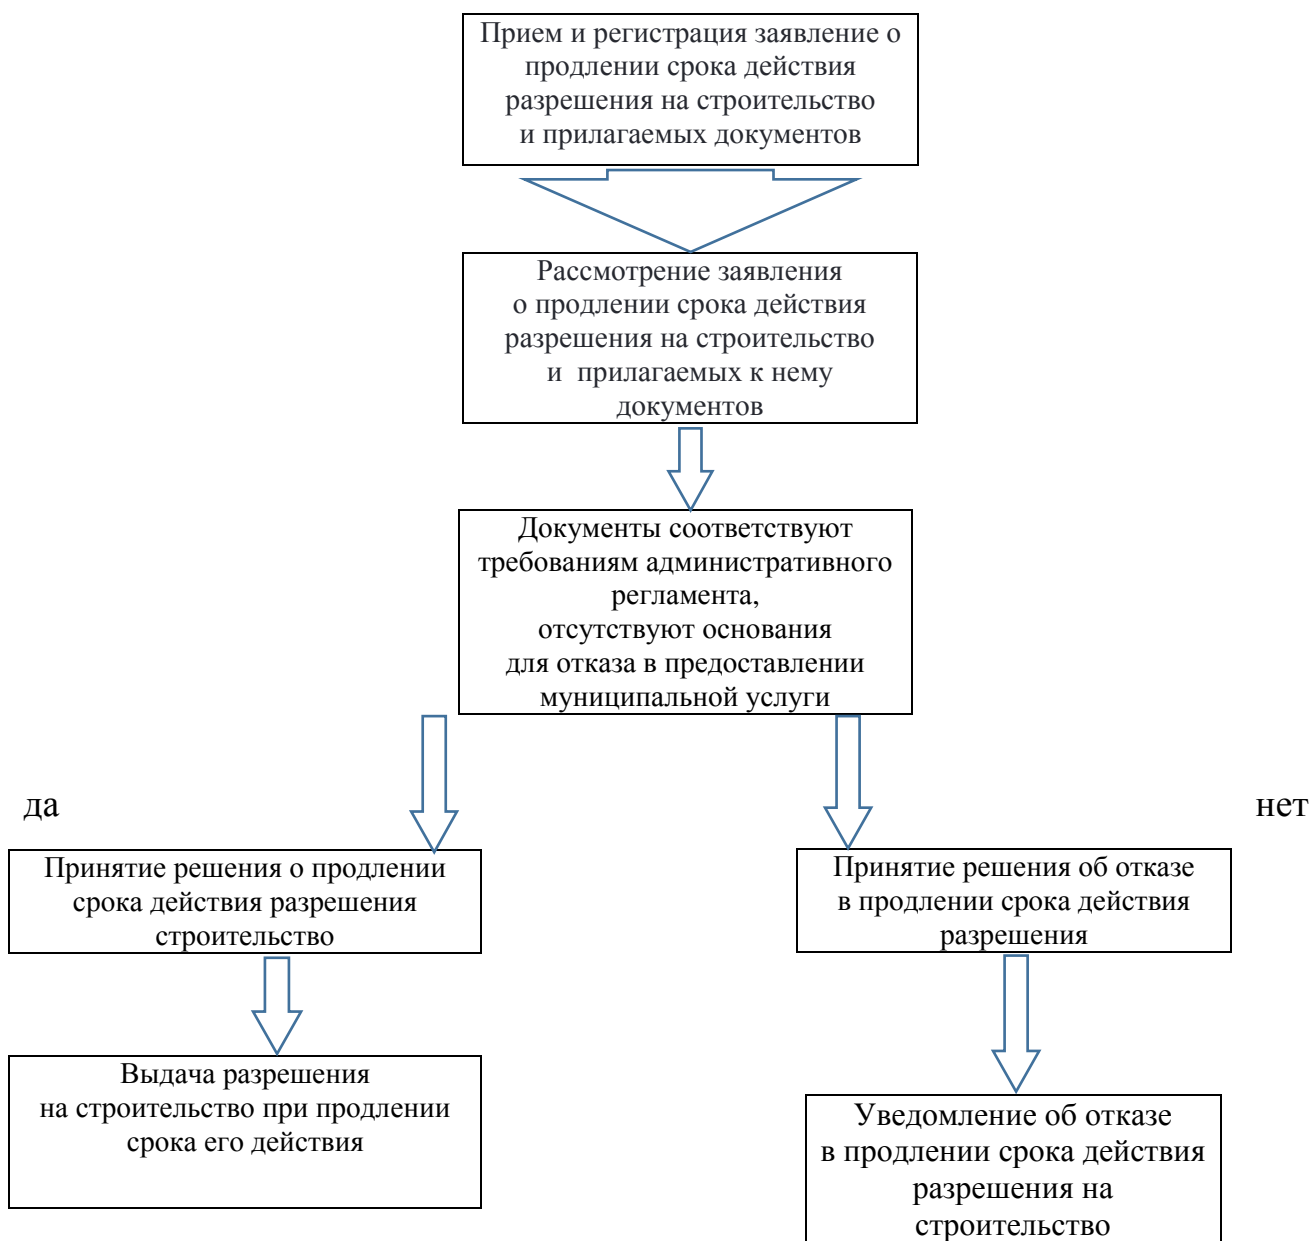 Прием и регистрация заявление о
продлении срока действия
разрешения на строительство
и прилагаемых документов
Рассмотрение заявления
о продлении срока действия
разрешения на строительство
и прилагаемых к нему
документов
Документы соответствуют
требованиям административного
регламента,
отсутствуют основания
для отказа в предоставлении
муниципальной услуги
да
нет
Принятие решения о продлении
срока действия разрешения
строительство
Принятие решения об отказе
в продлении срока действия
разрешения
Выдача разрешения
на строительство при продлении
срока его действия
Уведомление об отказе
в продлении срока действия
разрешения на
строительство